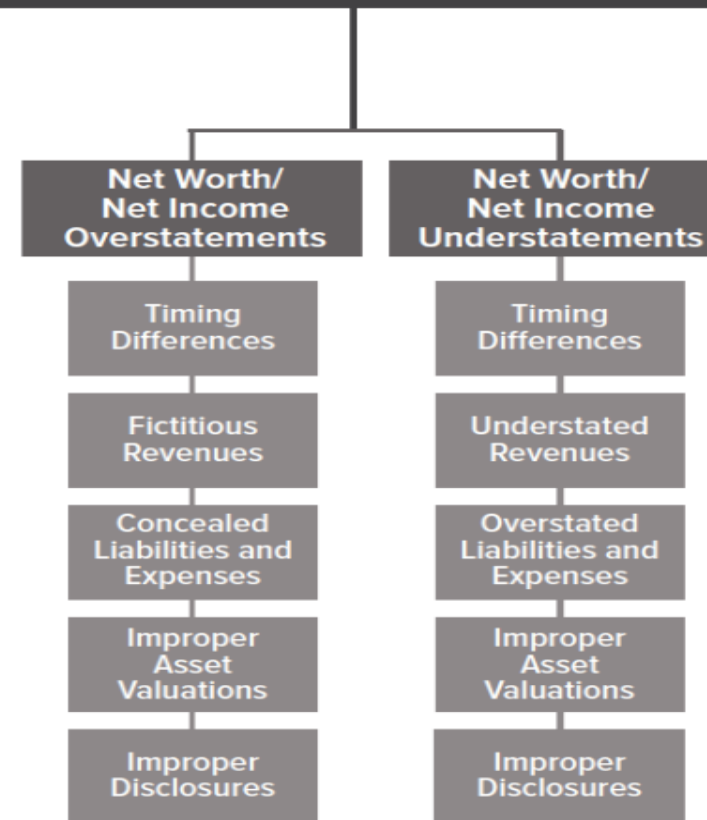 Net Worth/
Net Income
Overstatements
Timing
Differences
Fictitious
Revenues
Concealed
Liabilities and
Expenses
Improper
Asset
Valuations
Improper
Disclosures
Net Worth/
Net Income
Understatements
Timing
Differences
Understated
Revenues
Overstated
Liabilities and
Expenses
Improper
Asset
Valuations
Improper
Disclosures